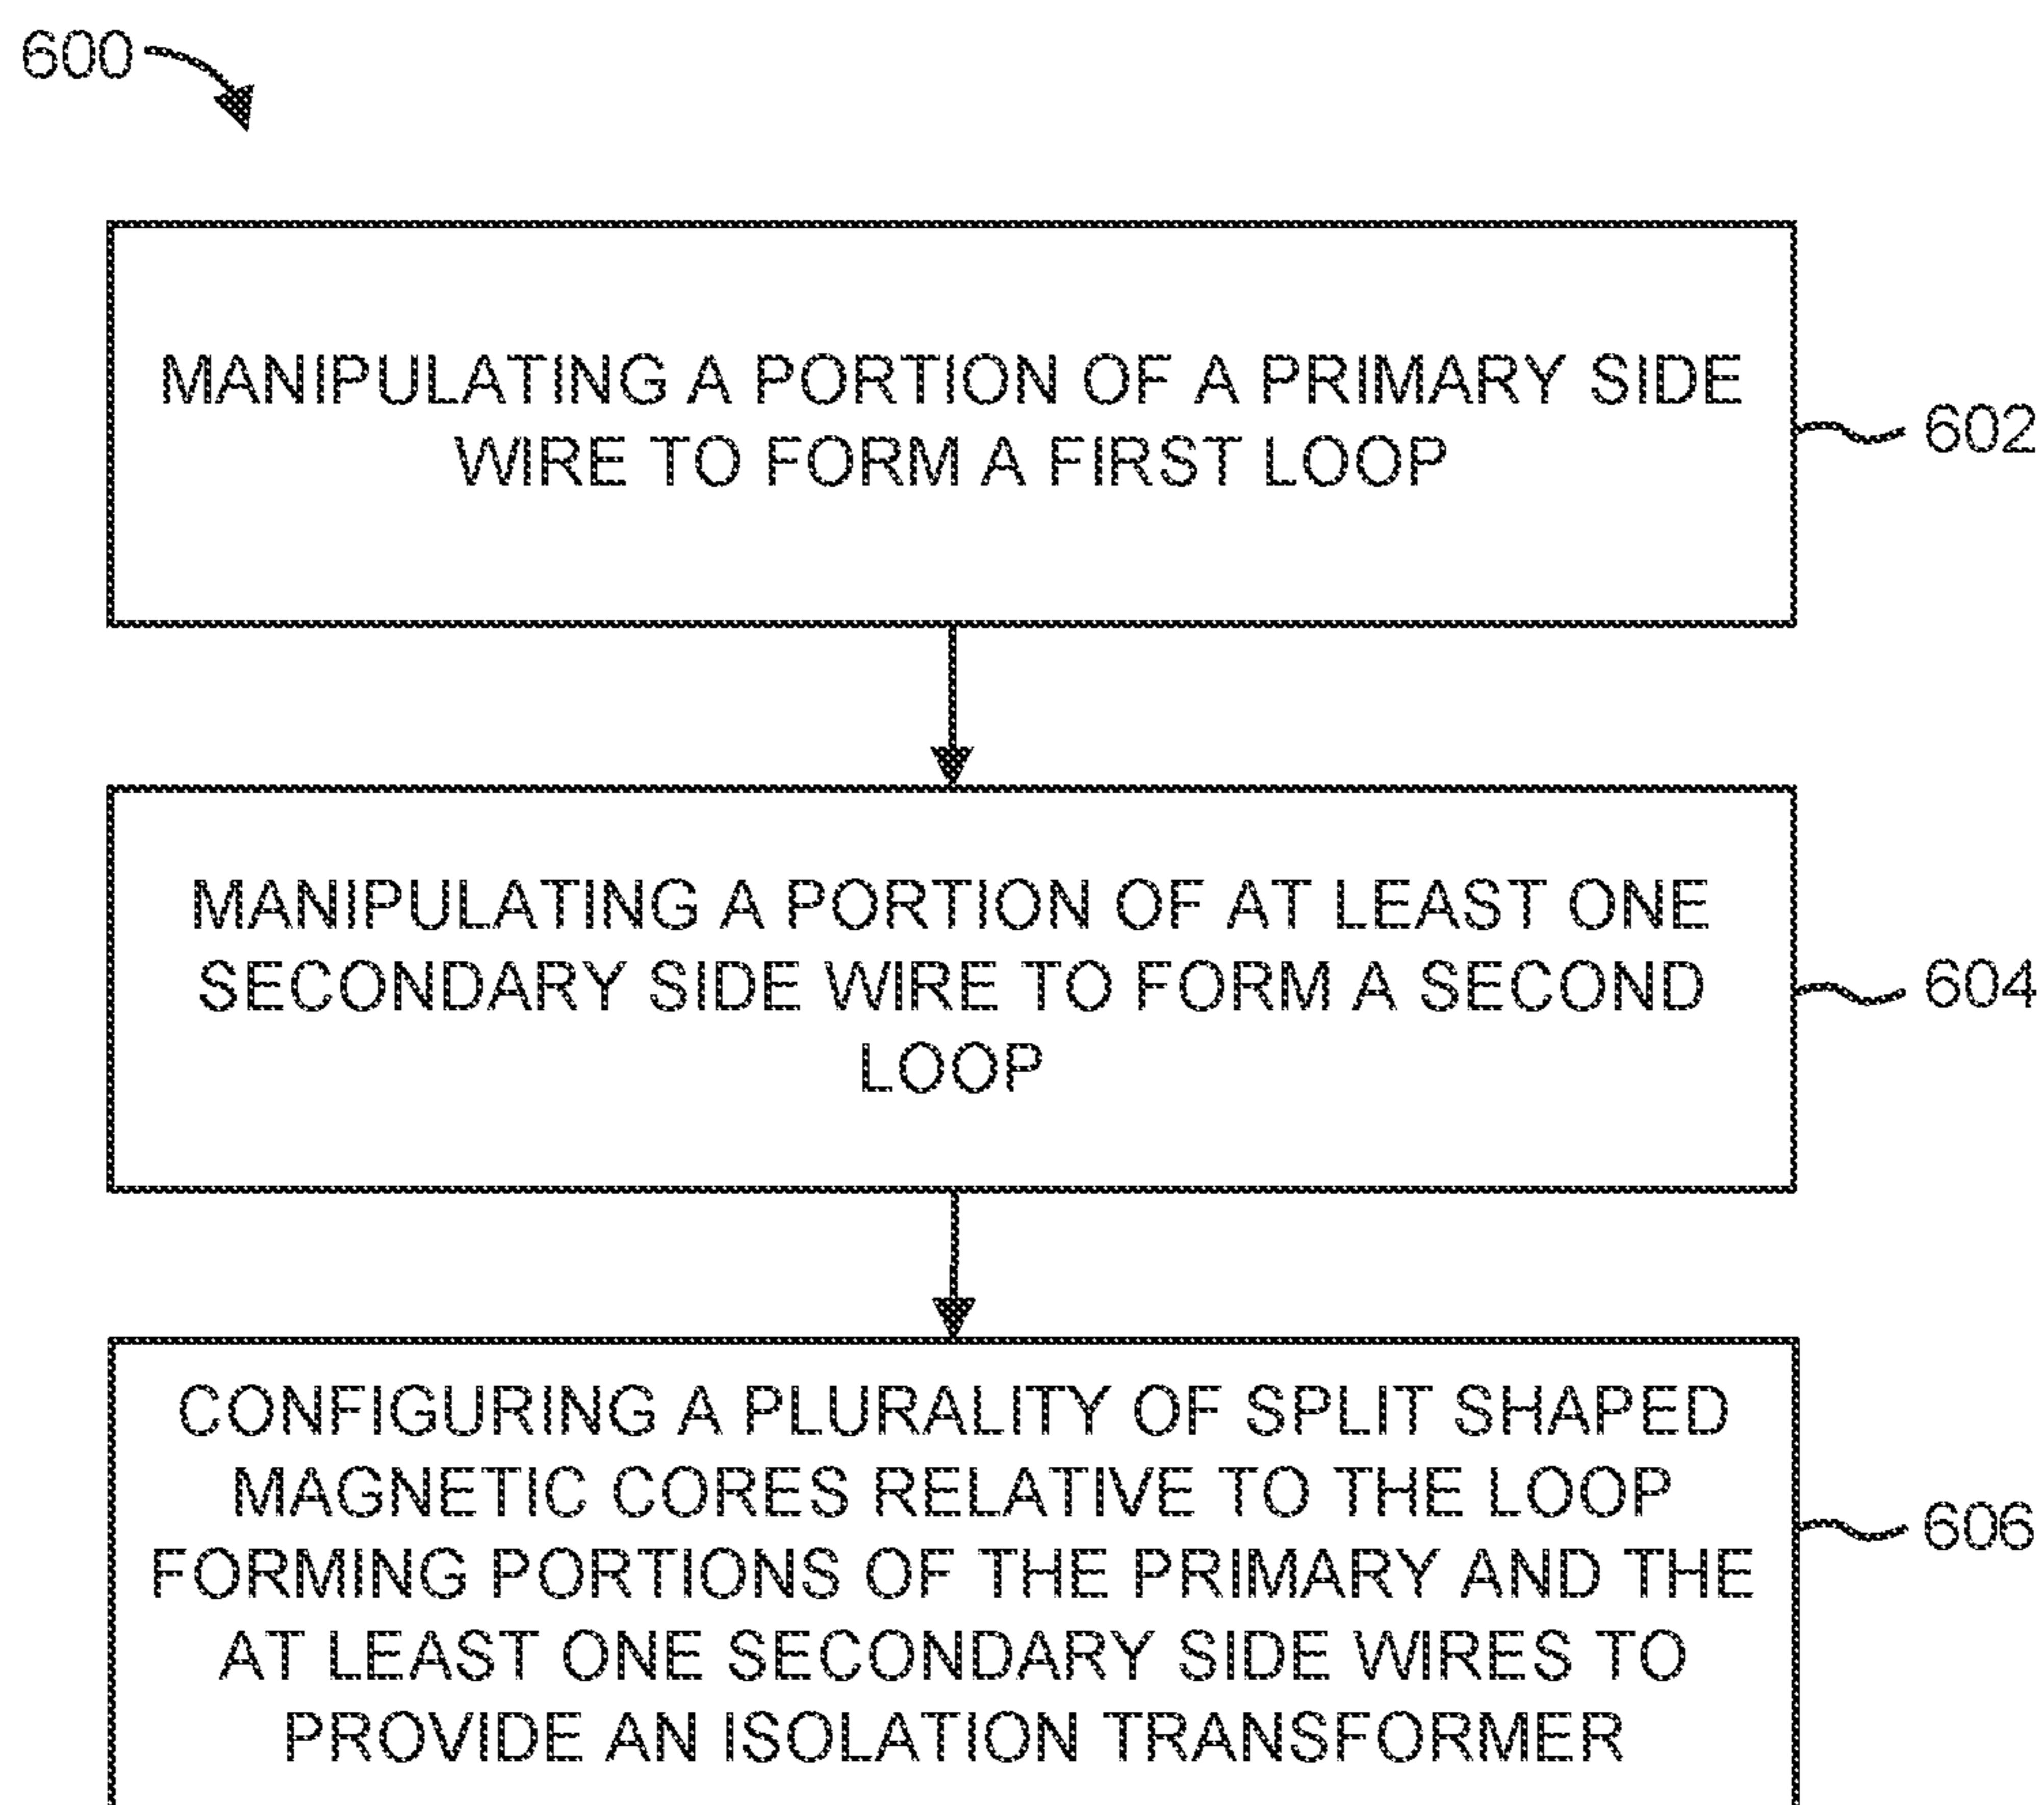 600
MANIPULATING A PORTION OF A PRIMARY SIDE
WIRE TO FORM A FIRST LOOP
602
MANIPULATING A PORTION OF AT LEAST ONE
SECONDARY SIDE WIRE TO FORM A SECOND
LOOP
604
CONFIGURING A PLURALITY OF SPLIT SHAPED
MAGNETIC CORES RELATIVE TO THE LOOP
FORMING PORTIONS OF THE PRIMARY AND THE
AT LEAST ONE SECONDARY SIDE WIRES TO
PROVIDE AN ISOLATION TRANSFORMER
606